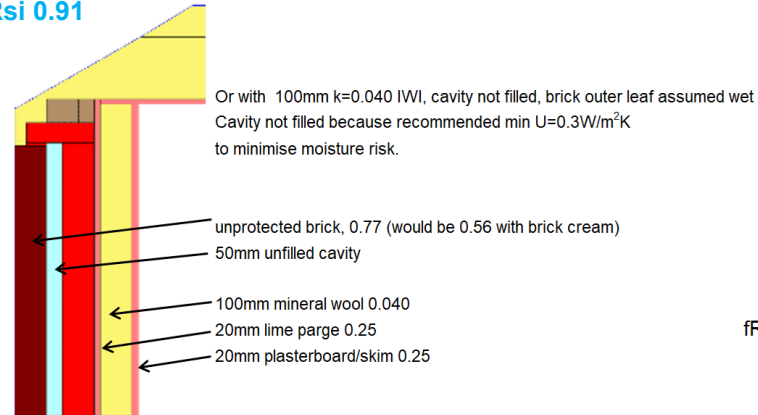 Rsi 0.91
Or with 100mm k=0.040 IWI, cavity not filled, brick outer leaf assumed wet
Cavity not filled because recommended min U=0.3W/m²K
to minimise moisture risk.
unprotected brick, 0.77 (would be 0.56 with brick cream)
50mm unfilled cavity
100mm mineral wool 0.040
20mm lime parge 0.25
fR
20mm plasterboard/skim 0.25